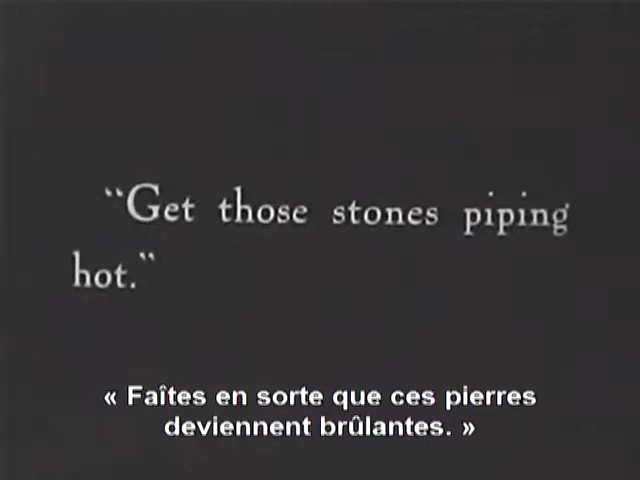 “Get those stones piping
hot.”
« Faîtes en sorte que ces pierres
deviennent brûlantes. »